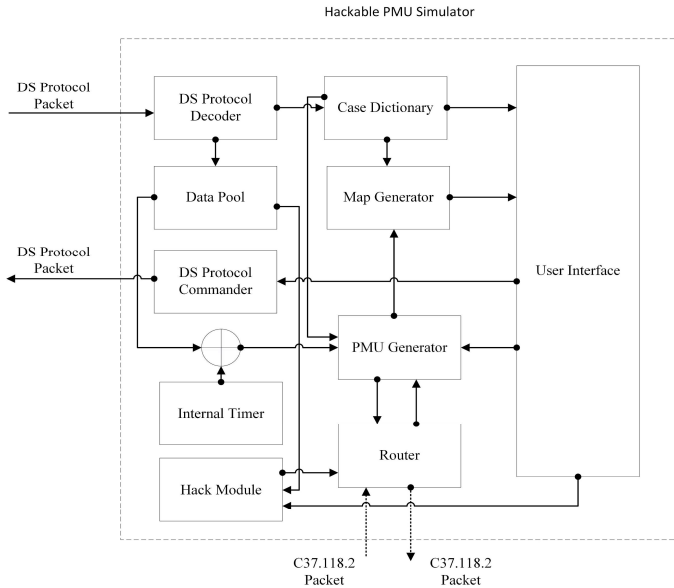 Hackable PMU Simulator
DS Protocol
Packet
DS Protocol
Decoder
Case Dictionary
Data Pool
Map Generator
DS Protocol
Packet
DS Protocol
Commander
User Interface
PMU Generator
Internal Timer
Router
Hack Module
C37.118.2
Packet
C37.118.2
Packet